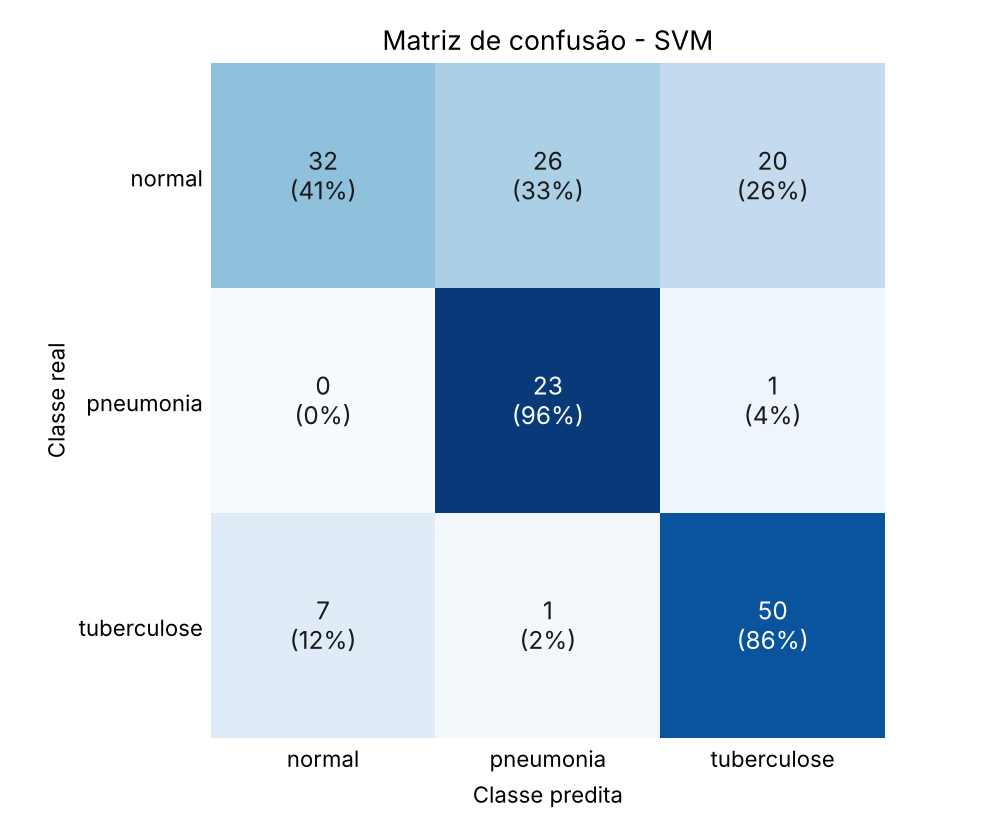 Matriz de confusão - SVM
normal
32
(41%)
26
(33%)
20
(26%)
Classe real
pneumonia
0
(0%)
23
(96%)
1
(4%)
tuberculose
7
(12%)
1
(2%)
50
(86%)
normal
pneumonia
tuberculose
Classe predita